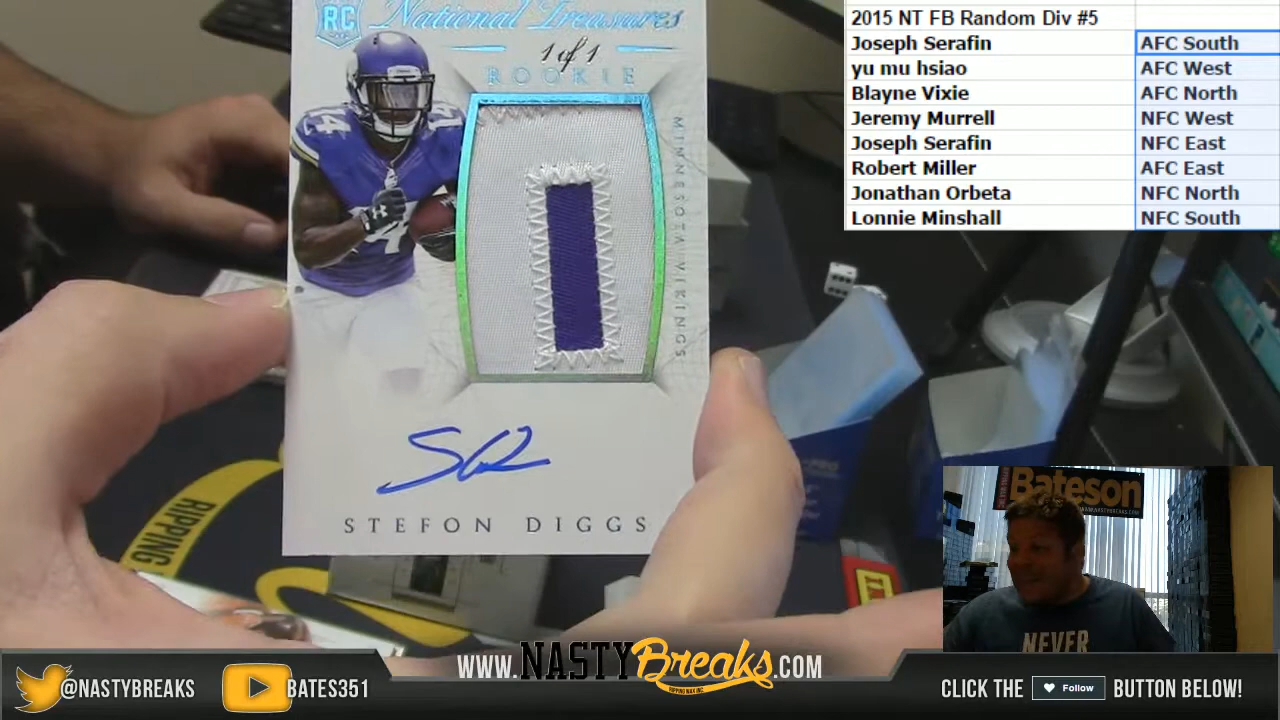 RC
National Treasures
1 of 1
ROOKIE
MINNESOTA VIKINGS
STEFON DIGGS
2015 NT FB Random Div #5
Joseph Serafin AFC South
yu mu hsiao AFC West
Blayne Vixie AFC North
Jeremy Murrell NFC West
Joseph Serafin NFC East
Robert Miller AFC East
Jonathan Orbeta NFC North
Lonnie Minshall NFC South
RIPPING
Bateson
NEVER
@NASTYBREAKS
BATES351
WWW.NASTYBreaks.COM
RIPPING WAX INC
CLICK THE Follow BUTTON BELOW!